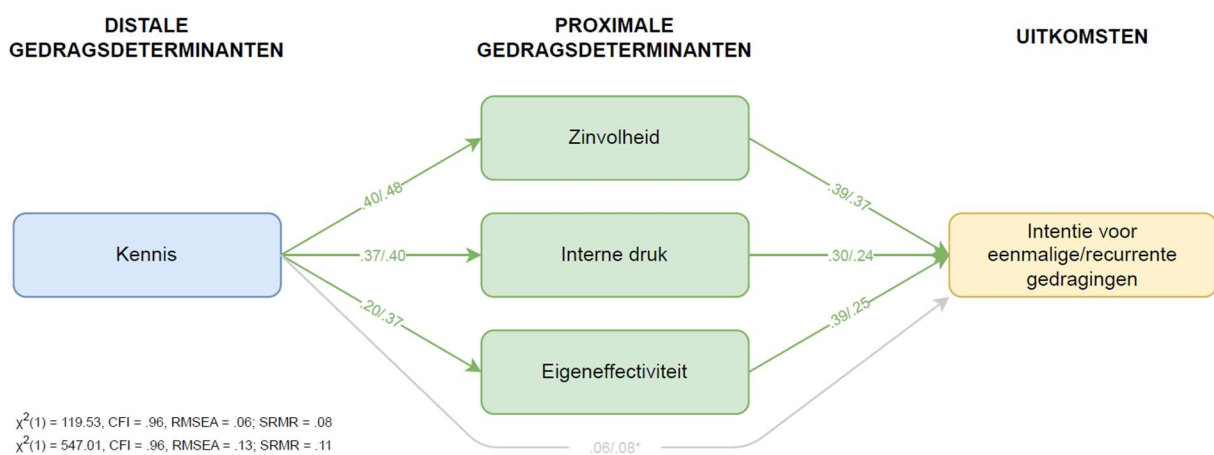 DISTALE
GEDRAGSDETERMINANTEN
PROXIMALE
GEDRAGSDETERMINANTEN
UITKOMSTEN
Zinvolheid
.40/.48
.39/.37
Kennis
.37/.40
Interne druk
.30/.24
Intentie voor
eenmalige/recurrente
gedragingen
.20/.37
.39/.25
Eigeneffectiviteit
.06/.08*
χ²(1) = 119.53, CFI = .96, RMSEA = .06; SRMR = .08
χ²(1) = 547.01, CFI = .96, RMSEA = .13; SRMR = .11